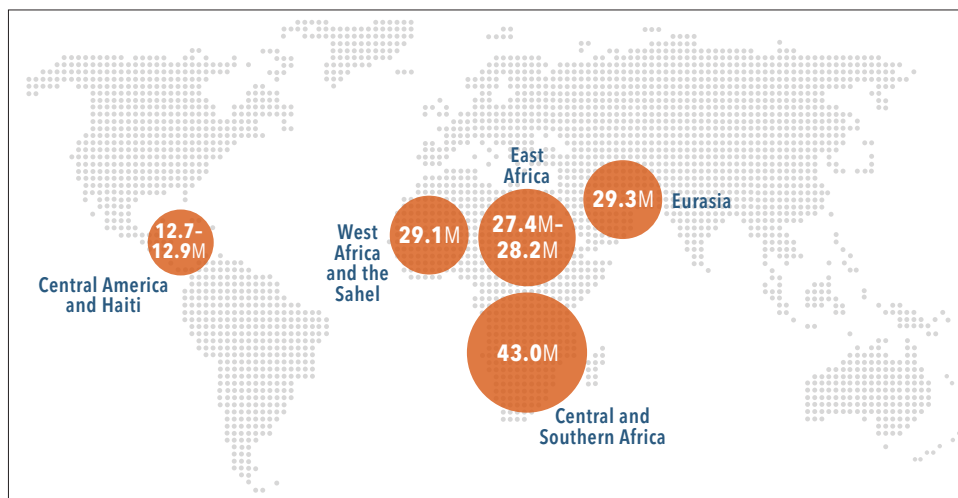 East
Africa
29.3M
Eurasia
12.7–
12.9M
Central America
and Haiti
West
Africa
and the
Sahel
29.1M
27.4M–
28.2M
43.0M
Central and
Southern Africa